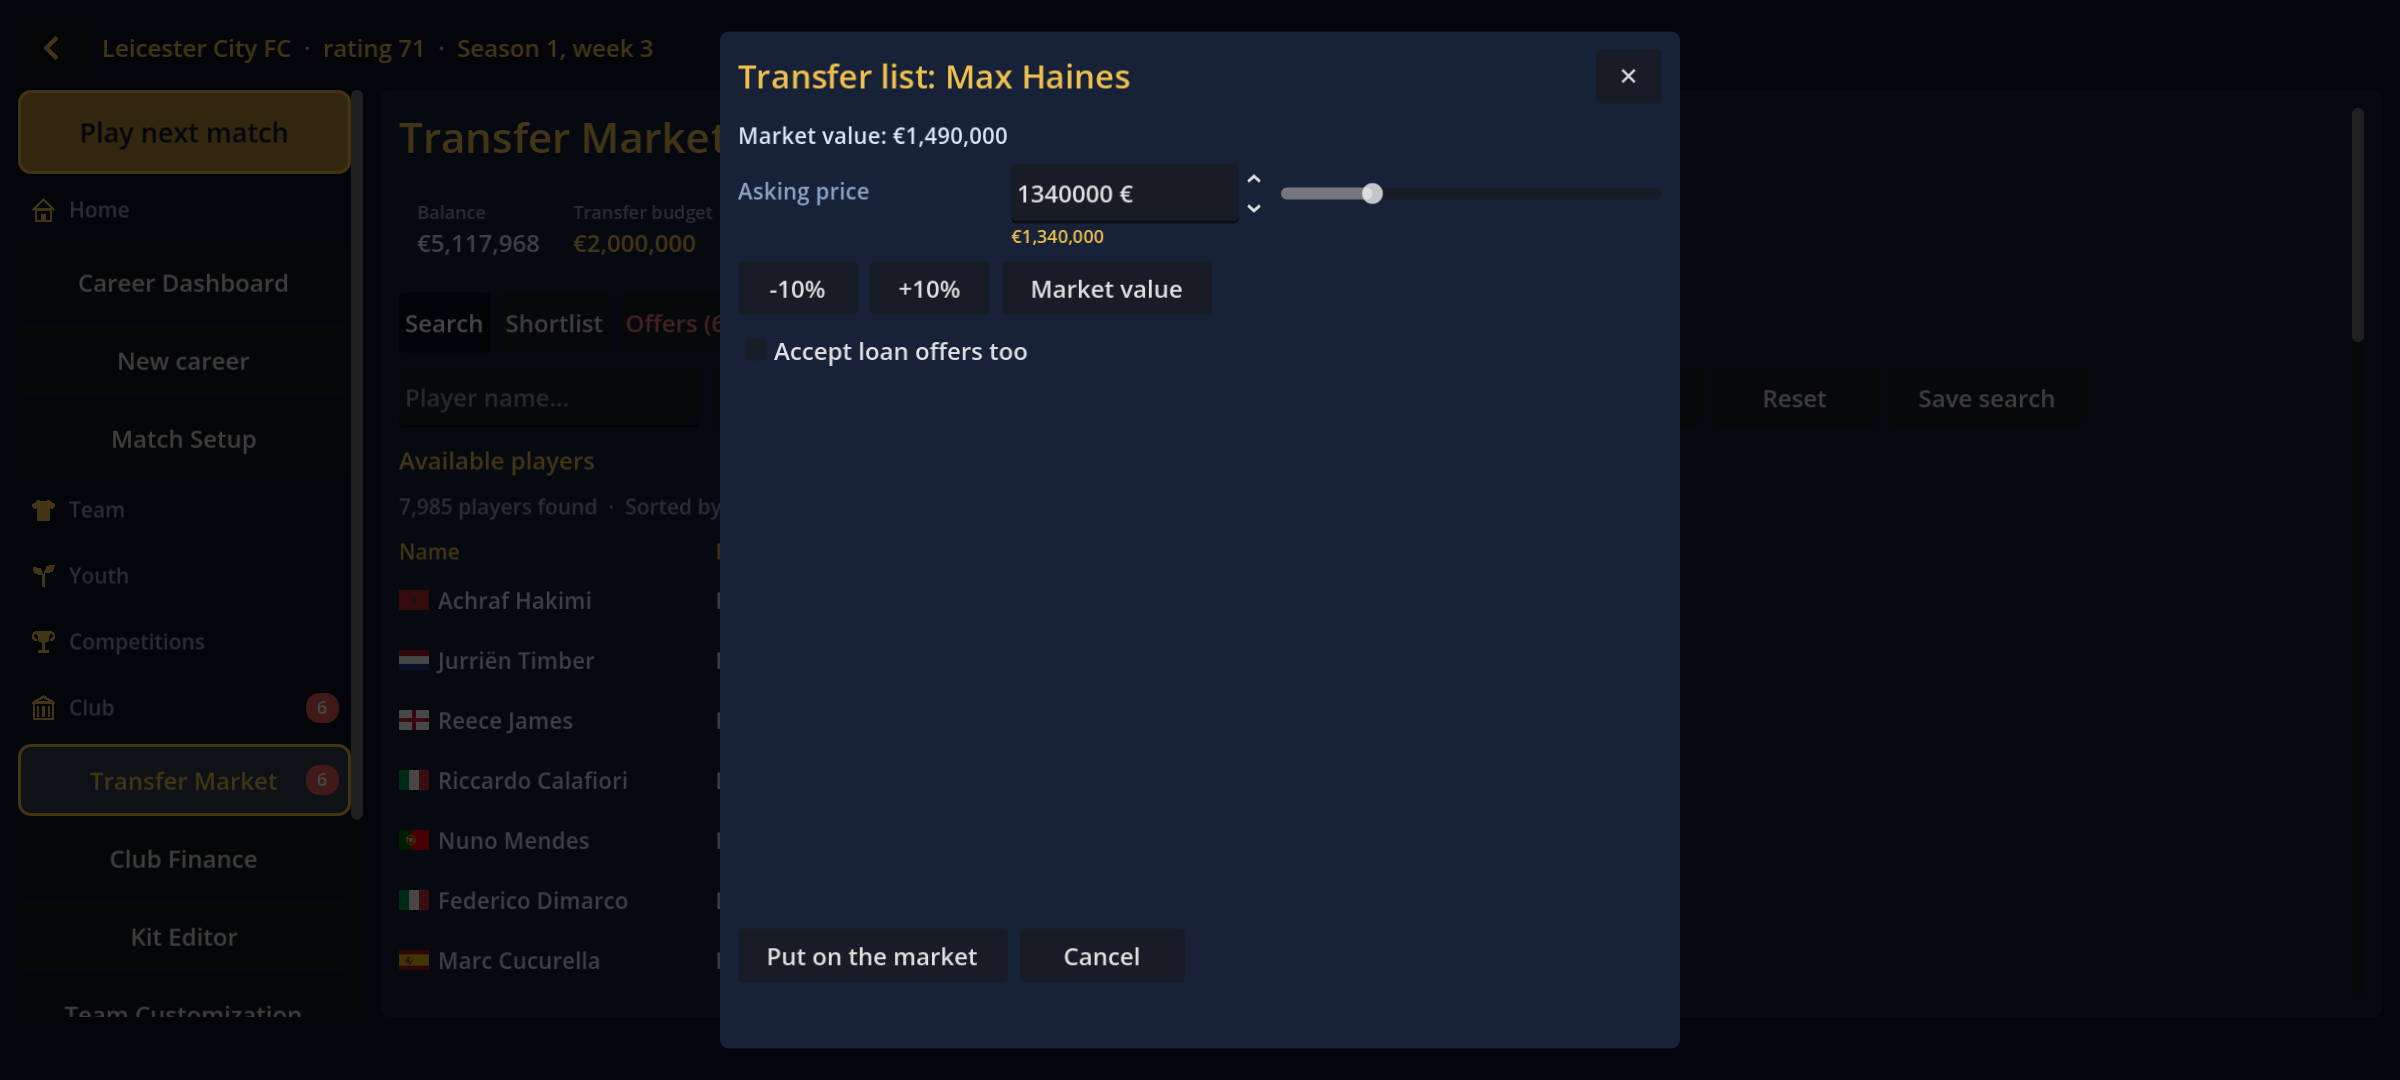 Leicester City FC · rating 71 · Season 1, week 3
Play next match
Home
Career Dashboard
New career
Match Setup
Team
Youth
Competitions
Club 6
Transfer Market 6
Club Finance
Kit Editor
Team Customization
Transfer Market
Balance
€5,117,968
Transfer budget
€2,000,000
Search Shortlist Offers (6
Player name...
Reset Save search
Available players
7,985 players found · Sorted by
Name
Achraf Hakimi
Jurriën Timber
Reece James
Riccardo Calafiori
Nuno Mendes
Federico Dimarco
Marc Cucurella
Transfer list: Max Haines
Market value: €1,490,000
Asking price 1340000 €
€1,340,000
-10% +10% Market value
Accept loan offers too
Put on the market Cancel